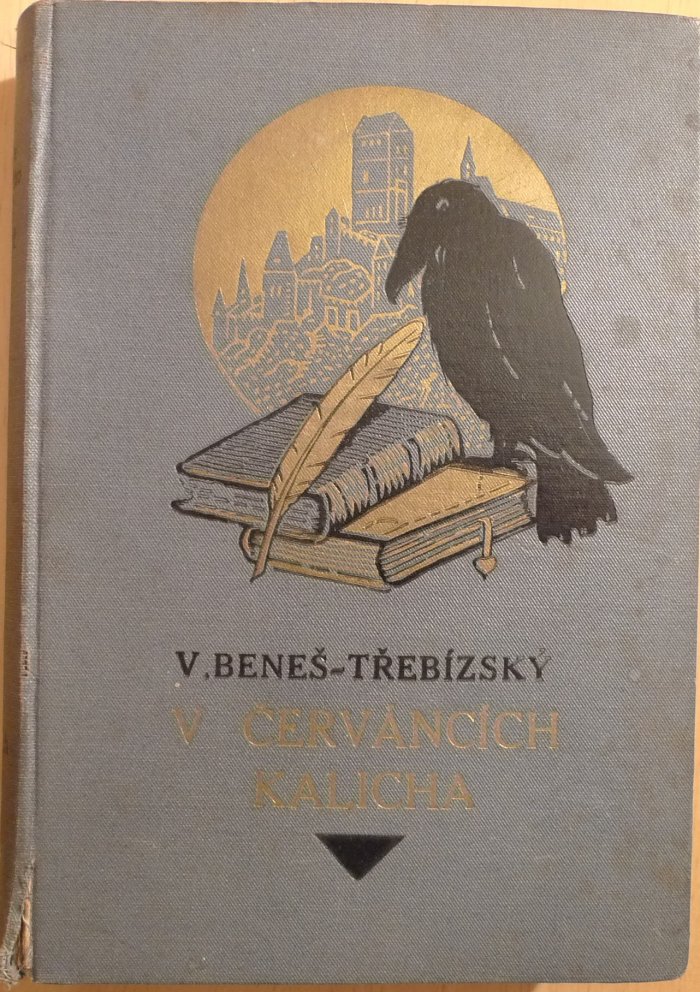 V. BENEŠ-TŘEBÍZSKÝ
V ČERVÁNCÍCH
KALICHA